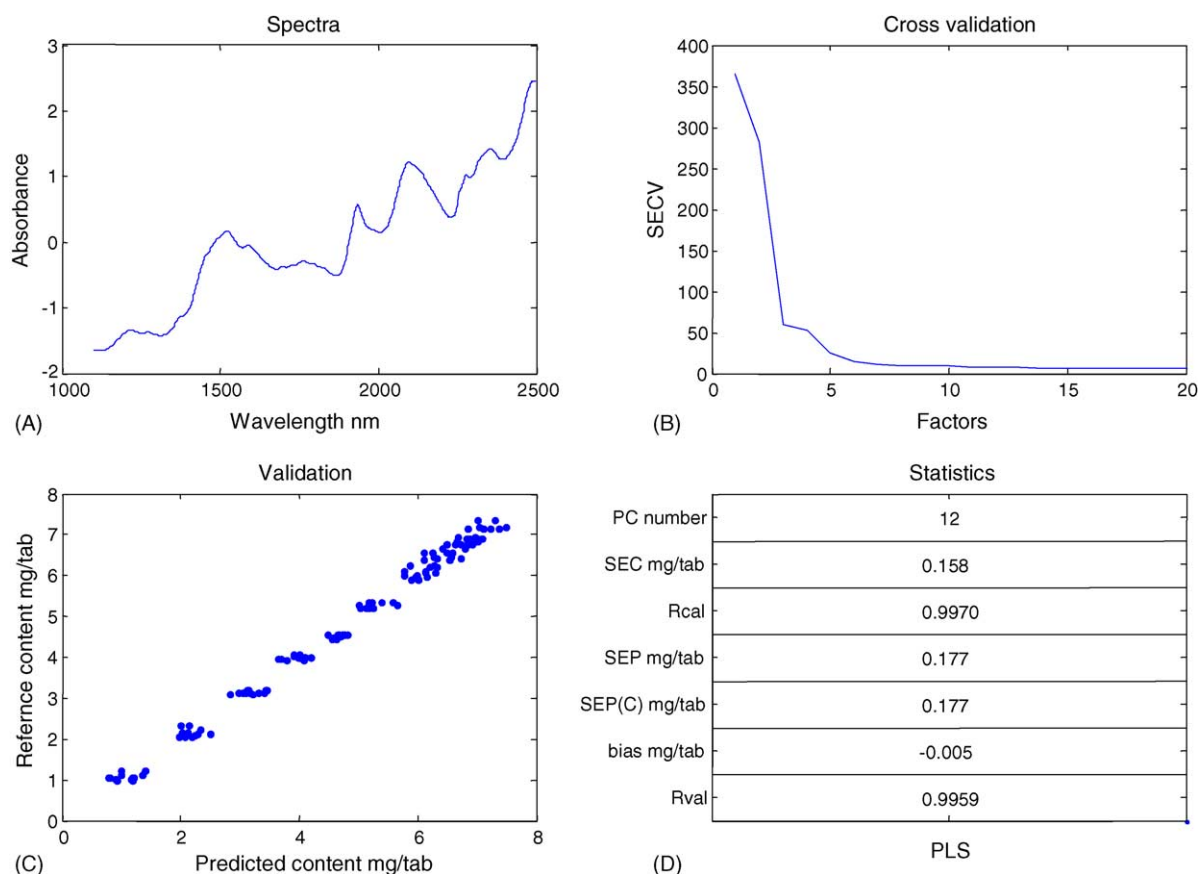 Spectra
3
2
1
0
-1
-2
Absorbance
1000 1500 2000 2500
Wavelength nm
(A)
Cross validation
400
350
300
250
200
150
100
50
0
SECV
0 5 10 15 20
Factors
(B)
Validation
8
7
6
5
4
3
2
1
0
Refernce content mg/tab
0 2 4 6 8
Predicted content mg/tab
(C)
Statistics
PC number 12
SEC mg/tab 0.158
Rcal 0.9970
SEP mg/tab 0.177
SEP(C) mg/tab 0.177
bias mg/tab -0.005
Rval 0.9959
PLS
(D)